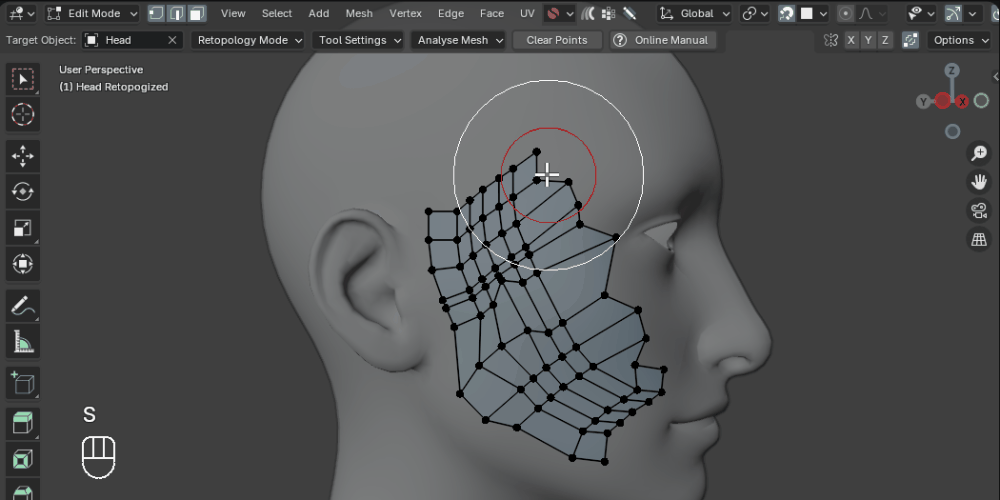 Edit Mode View Select Add Mesh Vertex Edge Face UV Global
Target Object: Head Retopology Mode Tool Settings Analyse Mesh Clear Points Online Manual X Y Z Options
User Perspective
(1) Head Retopogized
Z
Y X
S